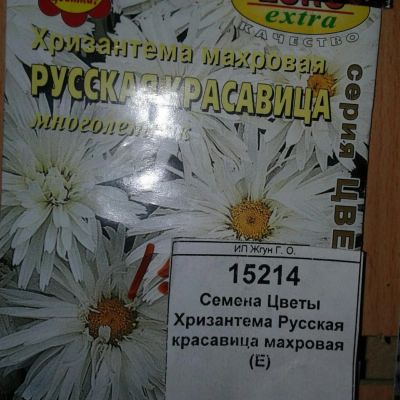 extra
КАЧЕСТВО
Хризантема махровая
РУССКАЯ КРАСАВИЦА
многолетник
серия ЦВЕ
ИП Жгун Г. О.
15214
Семена Цветы
Хризантема Русская
красавица махровая
(Е)